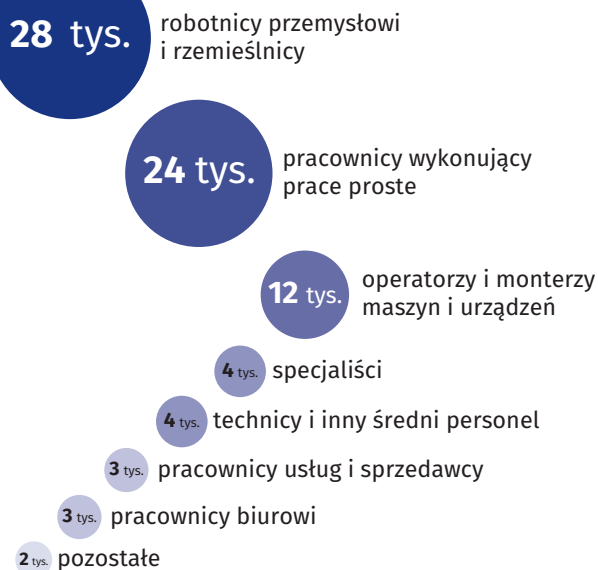 28 tys. robotnicy przemysłowi
i rzemieślnicy
24 tys. pracownicy wykonujący
prace proste
12 tys. operatorzy i monterzy
maszyn i urządzeń
4 tys. specjaliści
4 tys. technicy i inny średni personel
3 tys. pracownicy usług i sprzedawcy
3 tys. pracownicy biurowi
2 tys. pozostałe